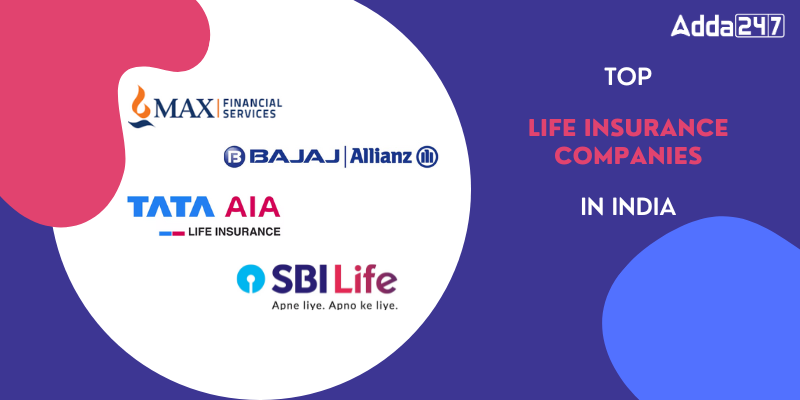 MAX FINANCIAL
SERVICES
B BAJAJ Allianz
TATA AIA
LIFE INSURANCE
SBI Life
Apne liye. Apno ke liye.
Adda247
TOP
LIFE INSURANCE
COMPANIES
IN INDIA